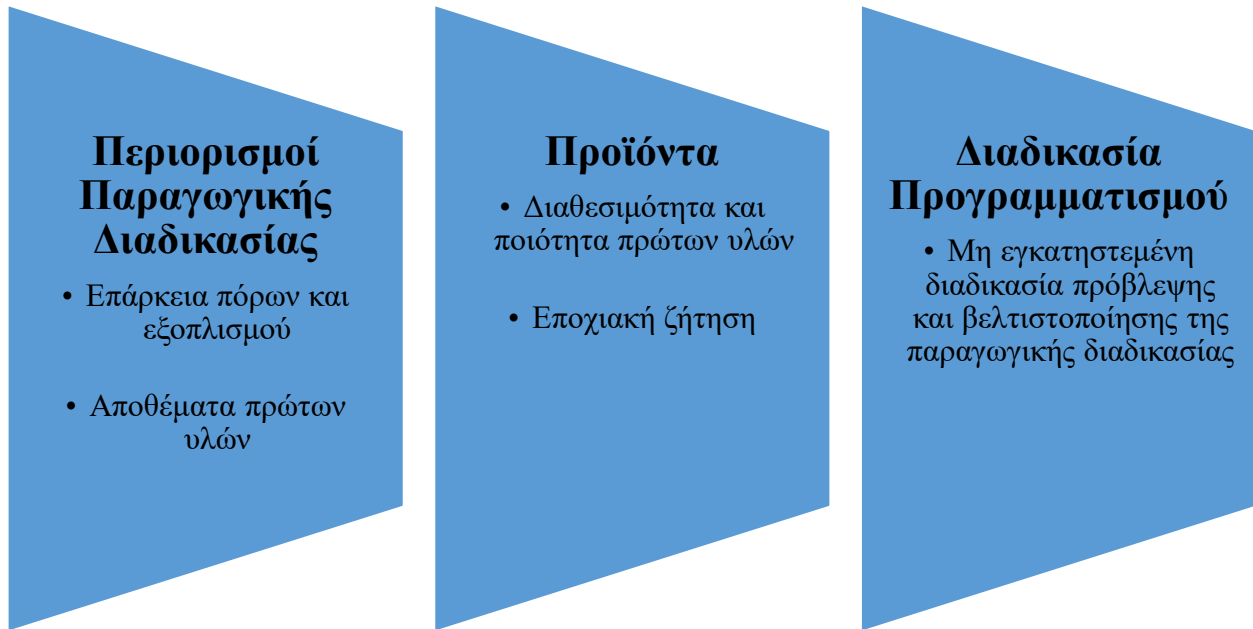 Περιορισμοί
Παραγωγικής
Διαδικασίας
• Επάρκεια πόρων και
εξοπλισμού
• Αποθέματα πρώτων
υλών
Προϊόντα
• Διαθεσιμότητα και
ποιότητα πρώτων υλών
• Εποχιακή ζήτηση
Διαδικασία
Προγραμματισμού
• Μη εγκατηστεμένη
διαδικασία πρόβλεψης
και βελτιστοποίησης της
παραγωγικής διαδικασίας